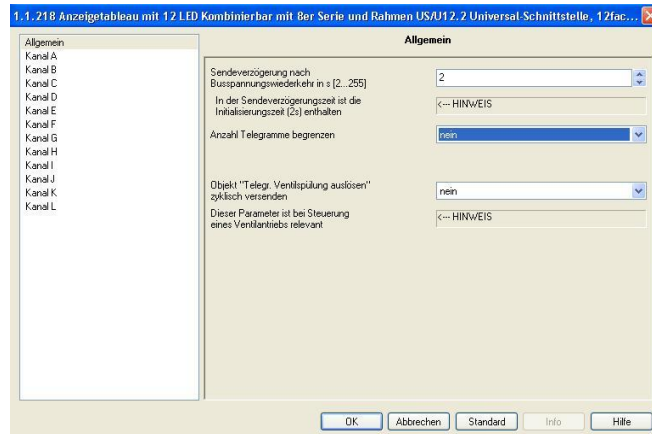 1.1.218 Anzeigetableau mit 12 LED Kombinierbar mit 8er Serie und Rahmen US/U12.2 Universal-Schnittstelle, 12fac...
Allgemein
Kanal A
Kanal B
Kanal C
Kanal D
Kanal E
Kanal F
Kanal G
Kanal H
Kanal I
Kanal J
Kanal K
Kanal L
Allgemein
Sendeverzögerung nach
Busspannungswiederkehr in s [2...255]
2
In der Sendeverzögerungszeit ist die
Initialisierungszeit (2s) enthalten
<--- HINWEIS
Anzahl Telegramme begrenzen
nein
Objekt "Telegr. Ventilspülung auslösen"
zyklisch versenden
nein
Dieser Parameter ist bei Steuerung
eines Ventilantriebs relevant
<--- HINWEIS
OK
Abbrechen
Standard
Info
Hilfe